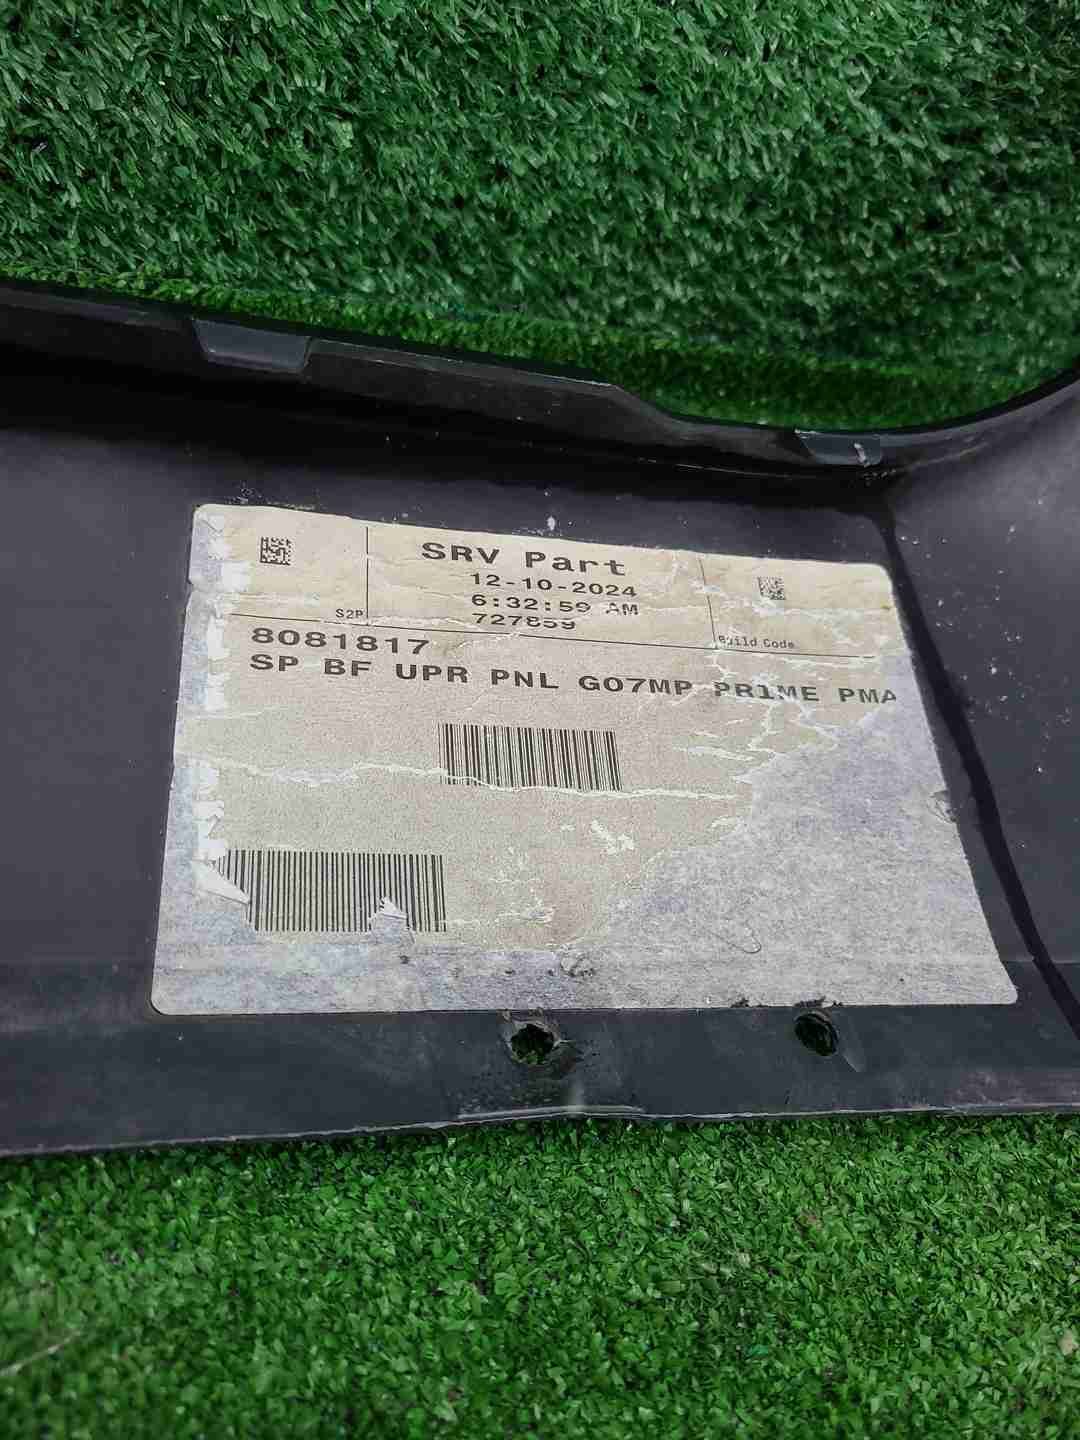 SRV Part
12-10-2024
6:32:59 AM
S2P
727859
Build Code
8081817
SP BF UPR PNL G07MP PR1ME PMA